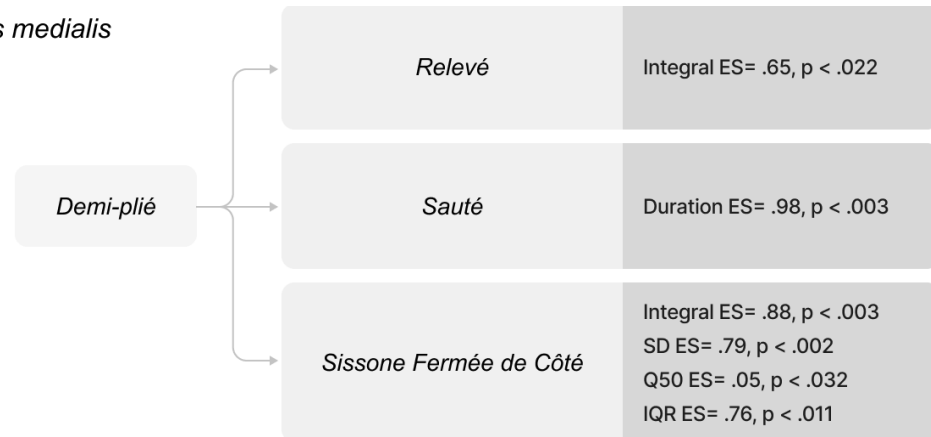 s medialis
Relevé
Integral ES= .65, p < .022
Demi-plié
Sauté
Duration ES= .98, p < .003
Sissone Fermée de Côté
Integral ES= .88, p < .003
SD ES= .79, p < .002
Q50 ES= .05, p < .032
IQR ES= .76, p < .011